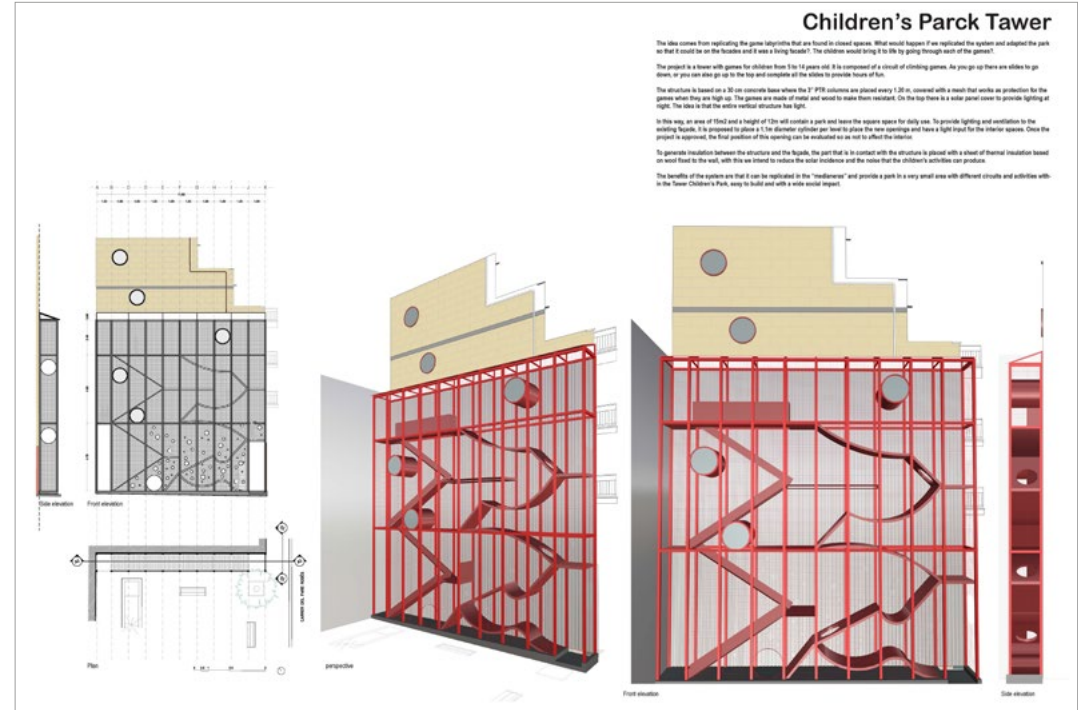 Children's Parck Tawer
The idea comes from replicating the game labyrinths that are found in closed spaces. What would happen if we replicated the system and adapted the park
so that it could be on the facades and it was a living facade?. The children would bring it to life by going through each of the games?.
The project is a tower with games for children from 5 to 14 years old. It is composed of a circuit of climbing games. As you go up there are slides to go
down, or you can also go up to the top and complete all the slides to provide hours of fun.
The structure is based on a 30 cm concrete base where the 3" PTR columns are placed every 1.20 m, covered with a mesh that works as protection for the
games when they are high up. The games are made of metal and wood to make them resistant. On the top there is a solar panel cover to provide lighting at
night. The idea is that the entire vertical structure has light.
In this way, an area of 15m2 and a height of 12m will contain a park and leave the square space for daily use. To provide lighting and ventilation to the
existing façade, it is proposed to place a 1.1m diameter cylinder per level to place the new openings and have a light input for the interior spaces. Once the
project is approved, the final position of this opening can be evaluated so as not to affect the interior.
To generate insulation between the structure and the façade, the part that is in contact with the structure is placed with a sheet of thermal insulation based
on wool fixed to the wall, with this we intend to reduce the solar incidence and the noise that the children's activities can produce
The benefits of the system are that it can be replicated in the "medianeras" and provide a park in a very small area with different circuits and activities with-
in the Tawer Children's Park, easy to build and with a wide social impact.
Side elevation
Front elevation
Plan
perspective
Front elevation
Side elevation